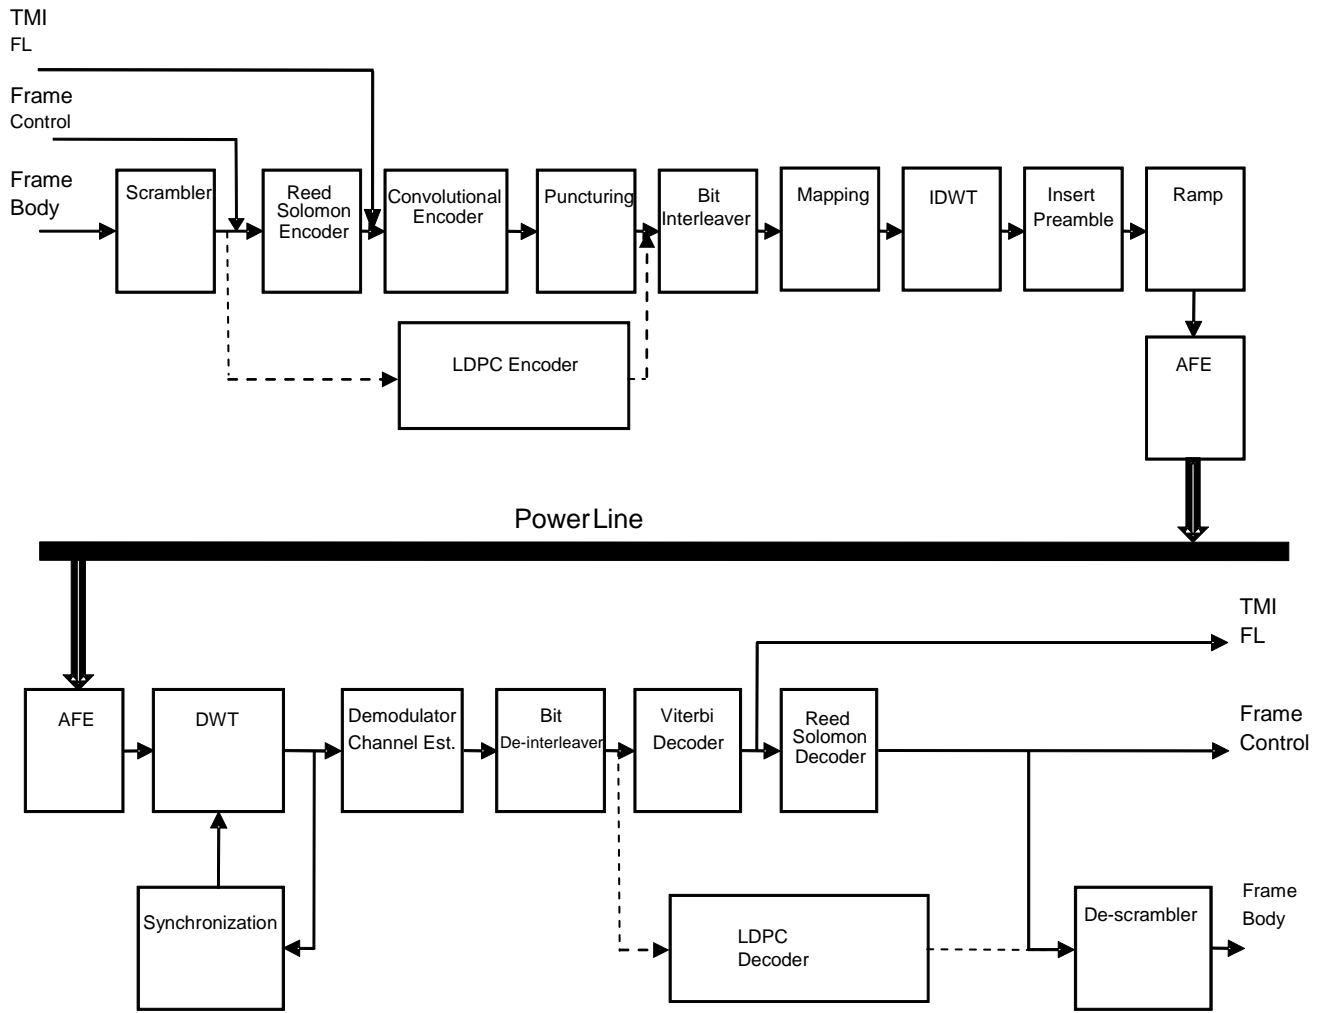 TMI
FL
Frame
Control
Frame
Body
Scrambler
Reed
Solomon
Encoder
Convolutional
Encoder
Puncturing
Bit
Interleaver
Mapping
IDWT
Insert
Preamble
Ramp
LDPC Encoder
AFE
Power Line
TMI
FL
AFE
DWT
Demodulator
Channel Est.
Bit
De-interleaver
Viterbi
Decoder
Reed
Solomon
Decoder
Frame
Control
Synchronization
LDPC
Decoder
De-scrambler
Frame
Body